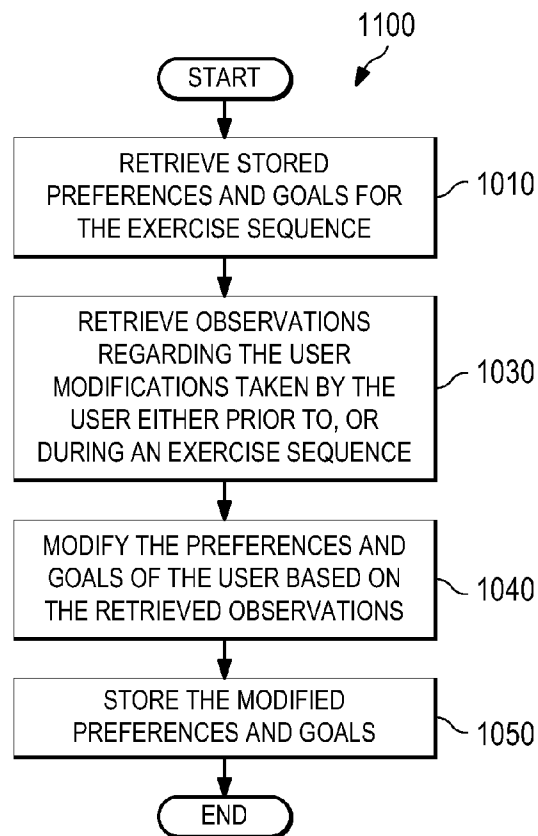 1100
START
RETRIEVE STORED
PREFERENCES AND GOALS FOR
THE EXERCISE SEQUENCE
1010
RETRIEVE OBSERVATIONS
REGARDING THE USER
MODIFICATIONS TAKEN BY THE
USER EITHER PRIOR TO, OR
DURING AN EXERCISE SEQUENCE
1030
MODIFY THE PREFERENCES AND
GOALS OF THE USER BASED ON
THE RETRIEVED OBSERVATIONS
1040
STORE THE MODIFIED
PREFERENCES AND GOALS
1050
END